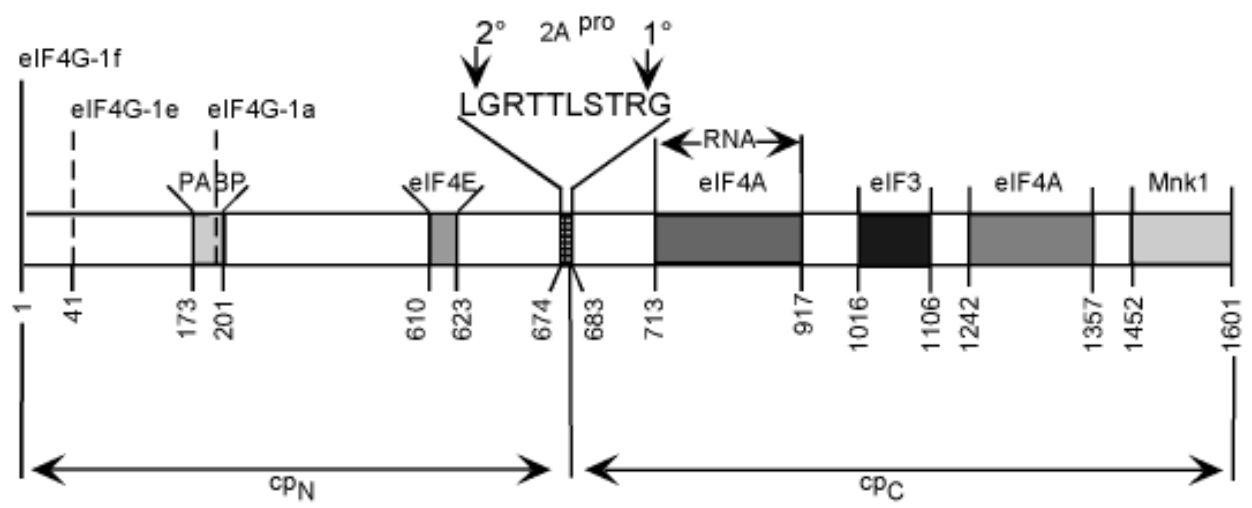 2° 2A pro 1°
eIF4G-1f
LGRTTLSTRG
eIF4G-1e eIF4G-1a
RNA
PABP eIF4E eIF4A eIF3 eIF4A Mnk1
1 41 173 201 610 623 674 683 713 917 1016 1106 1242 1357 1452 1601
cpN cpC